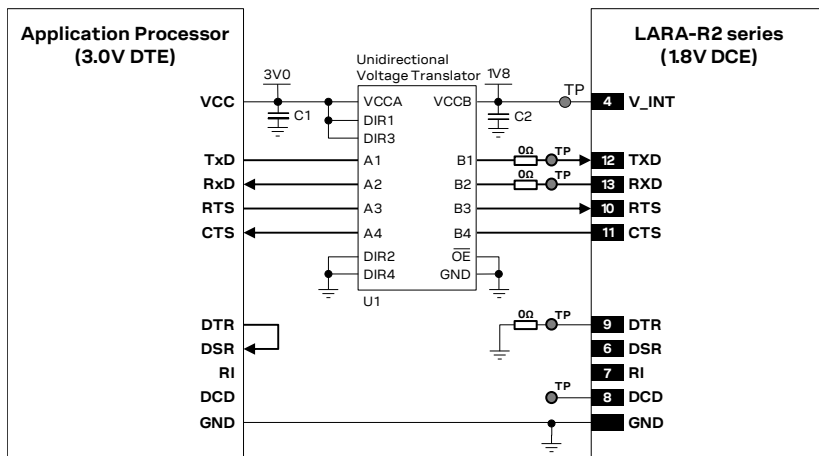 Application Processor
(3.0V DTE)
VCC
TxD
RxD
RTS
CTS
DTR
DSR
RI
DCD
GND
3V0
C1
Unidirectional
Voltage Translator
VCCA
DIR1
DIR3
A1
A2
A3
A4
DIR2
DIR4
U1
VCCB
B1
B2
B3
B4
OE
GND
1V8
C2
TP
0Ω TP
0Ω TP
0Ω TP
TP
LARA-R2 series
(1.8V DCE)
4 V_INT
12 TXD
13 RXD
10 RTS
11 CTS
9 DTR
6 DSR
7 RI
8 DCD
GND